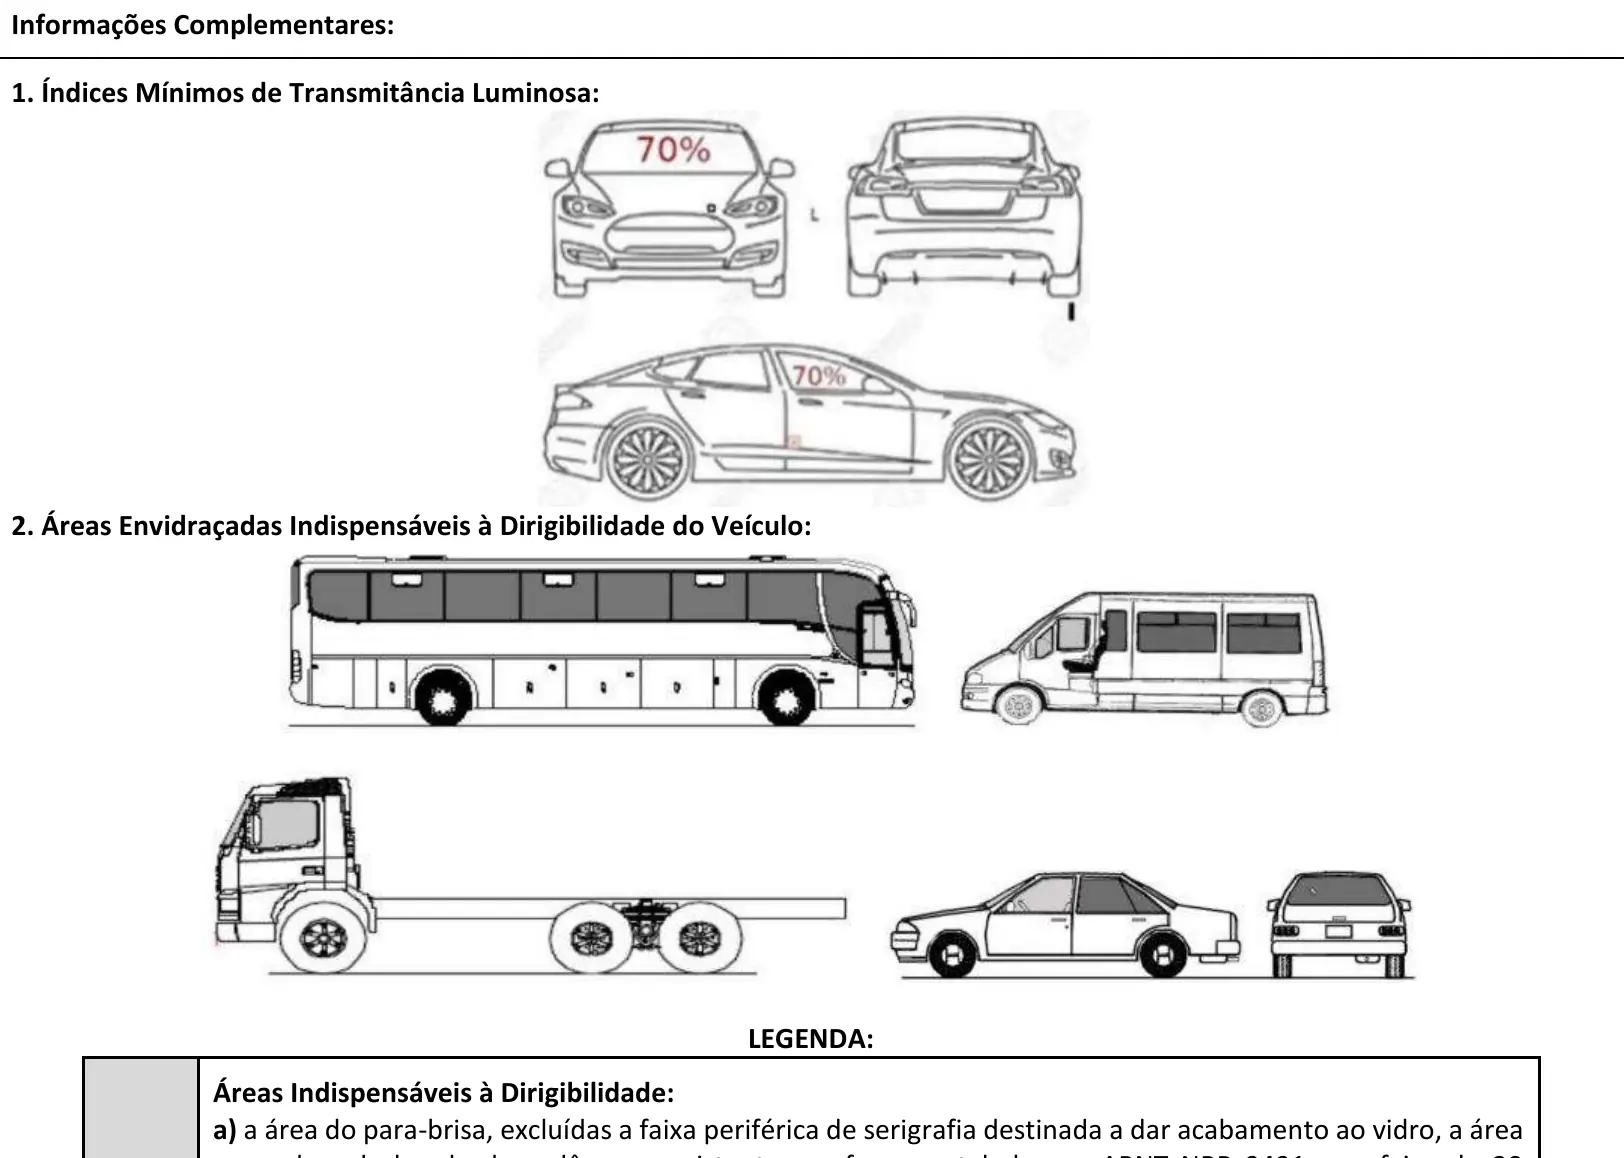 Informações Complementares:
1. Índices Mínimos de Transmitância Luminosa:
70%
L
70%
2. Áreas Envidraçadas Indispensáveis à Dirigibilidade do Veículo:
LEGENDA:
Áreas Indispensáveis à Dirigibilidade:
a) a área do para-brisa, excluídas a faixa periférica de serigrafia destinada a dar acabamento ao vidro, a área